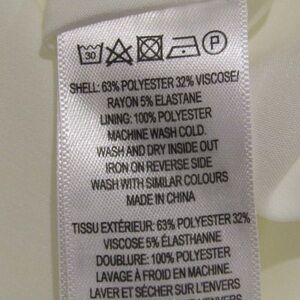 30 P
SHELL: 63% POLYESTER 32% VISCOSE/
RAYON 5% ELASTANE
LINING: 100% POLYESTER
MACHINE WASH COLD.
WASH AND DRY INSIDE OUT
IRON ON REVERSE SIDE
WASH WITH SIMILAR COLOURS
MADE IN CHINA
TISSU EXTÉRIEUR: 63% POLYESTER 32%
VISCOSE 5% ÉLASTANNE
DOUBLURE: 100% POLYESTER
LAVAGE À FROID EN MACHINE.
LAVER ET SÉCHER SUR L'ENVERS